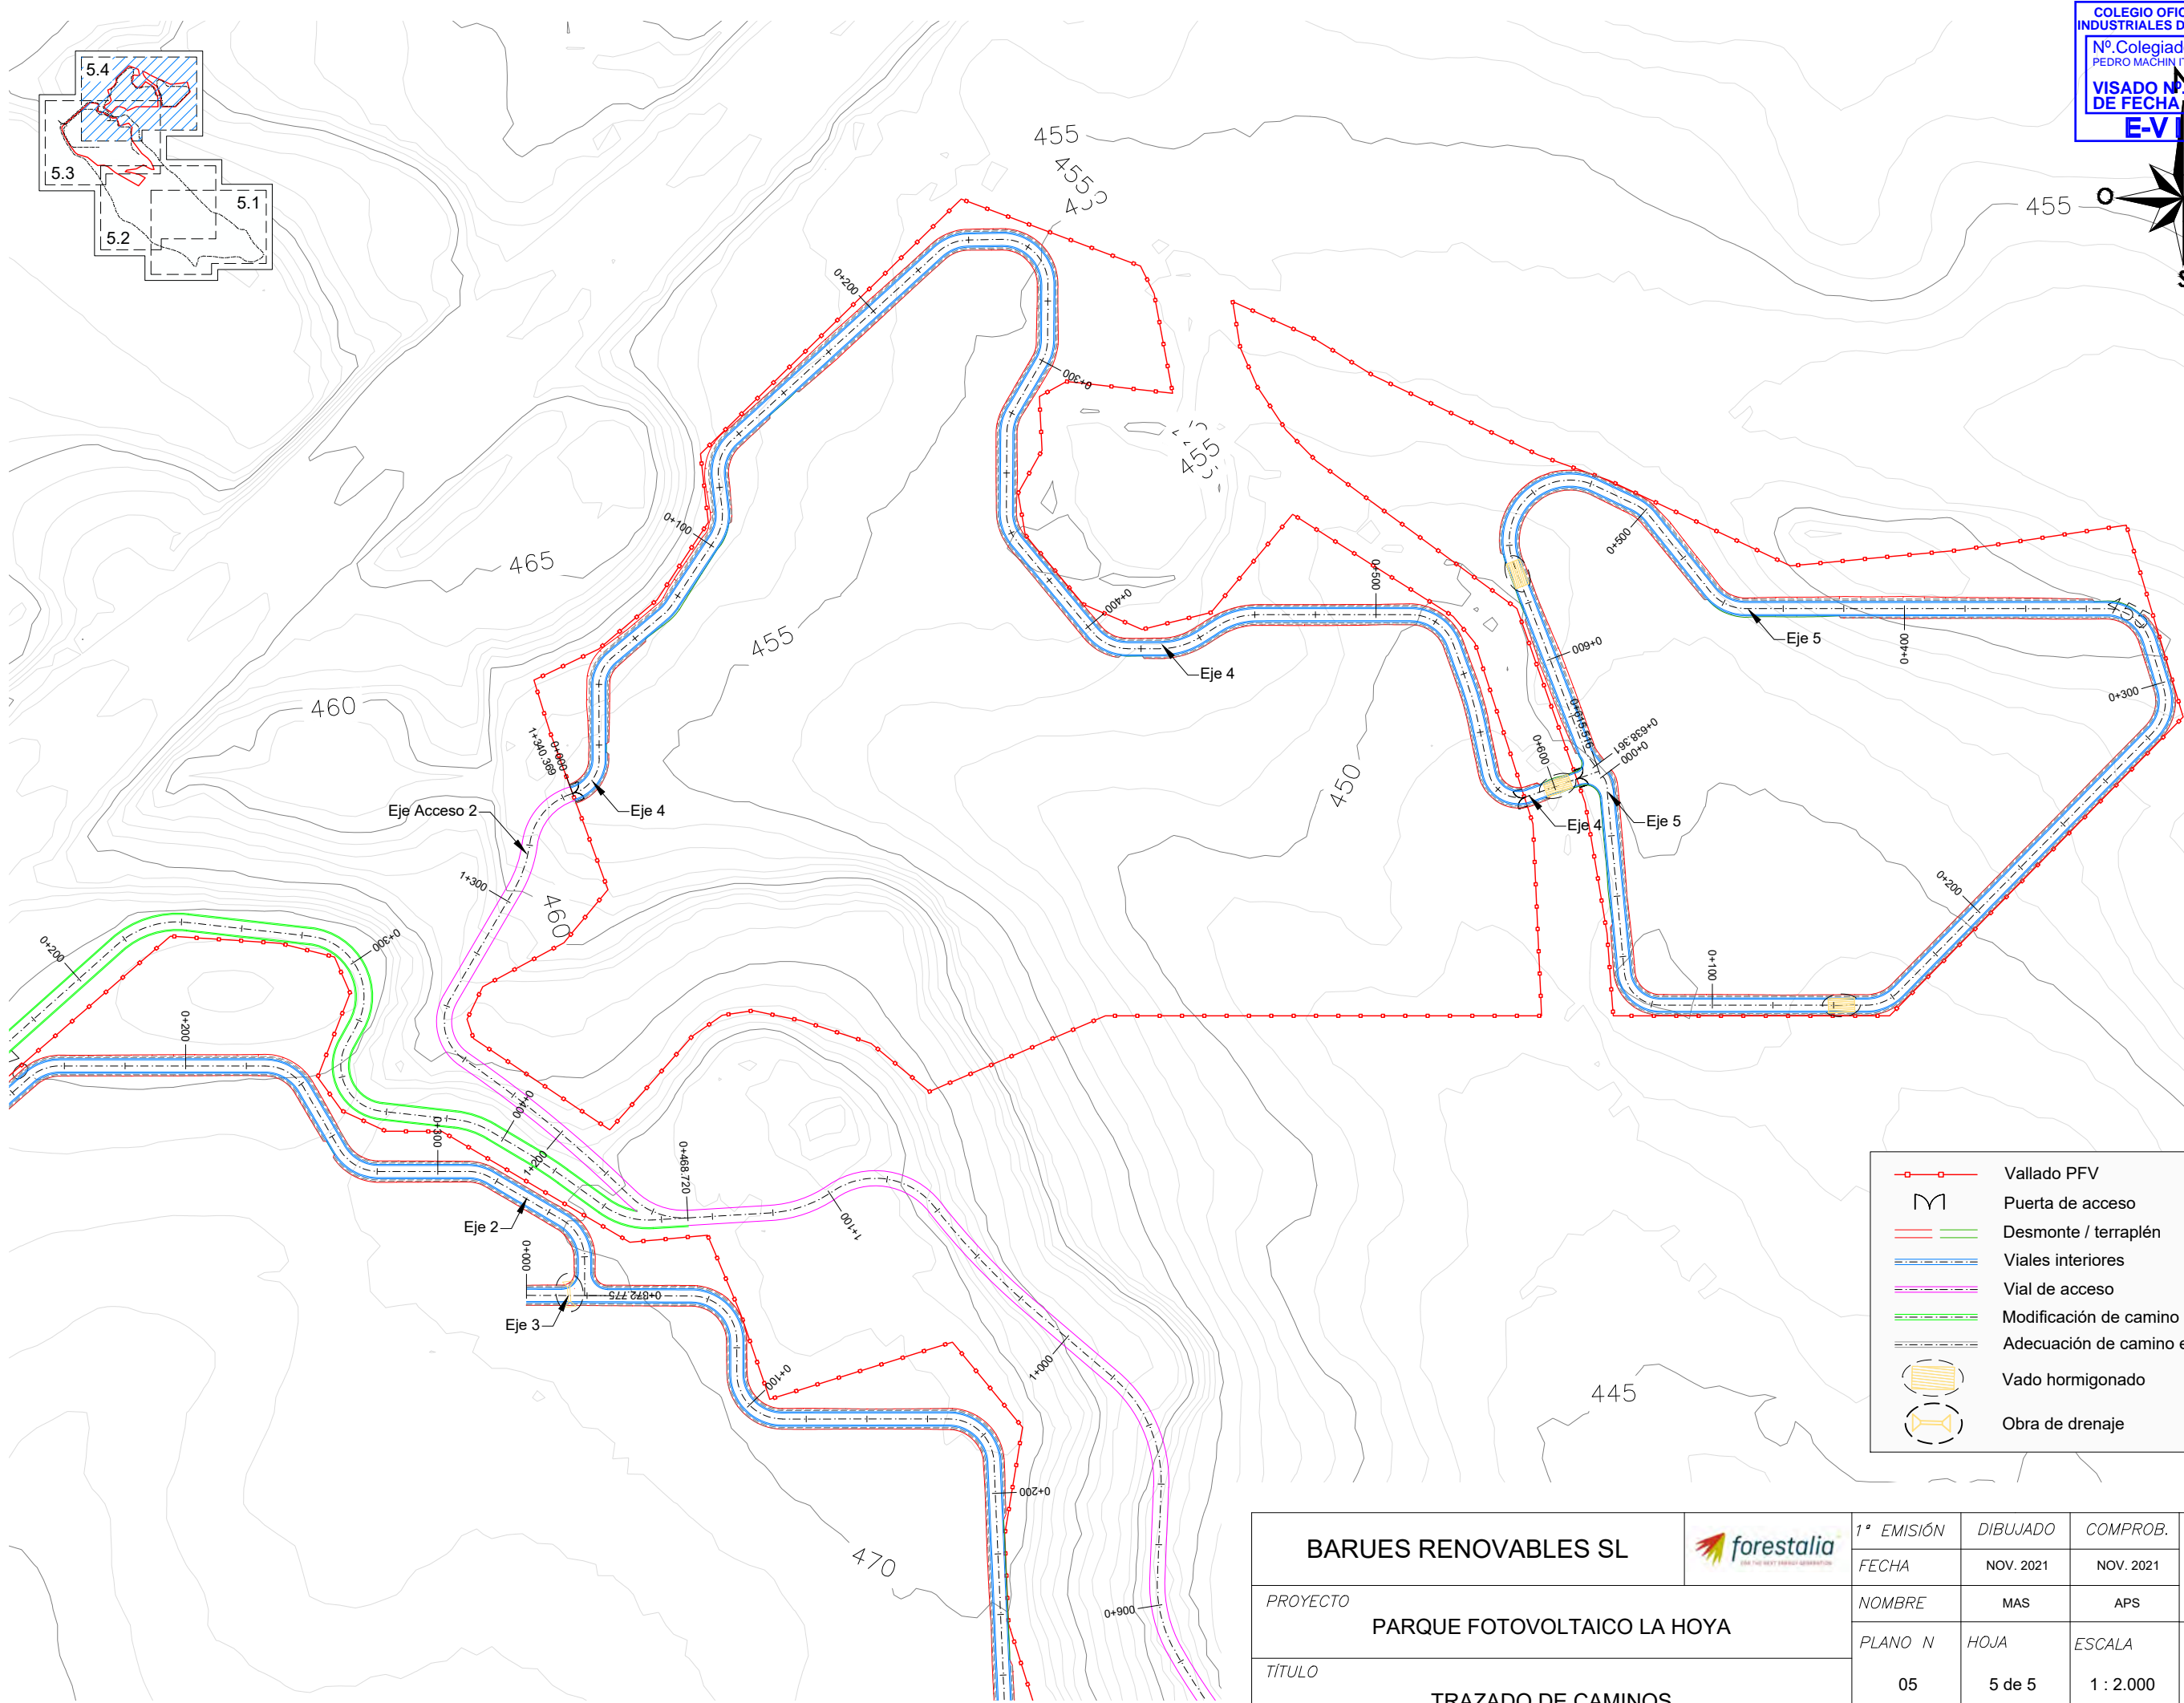 COLEGIO OFIC
INDUSTRIALES D
Nº.Colegiad
PEDRO MACHIN I
VISADO Nº.
DE FECHA
E-V
O
5.4
5.3
5.1
5.2
455
455
455
455
455
455
465
460
455
450
460
445
470
0+200
0+300
0+100
0+400
0+500
0+600
0+000
1+340.369
Eje 4
Eje Acceso 2
1+300
Eje 4
Eje 4
0+500
Eje 5
0+400
0+300
0+600
0+615.516
0+638.361
0+000
Eje 5
0+200
0+100
0+200
0+300
0+200
0+300
0+400
1+200
0+468.720
1+100
Eje 2
0+000
0+872.775
Eje 3
0+100
1+000
0+200
0+900
Vallado PFV
Puerta de acceso
Desmonte / terraplén
Viales interiores
Vial de acceso
Modificación de camino
Adecuación de camino e
Vado hormigonado
Obra de drenaje
BARUES RENOVABLES SL
forestalia
1ª EMISIÓN DIBUJADO COMPROB.
FECHA NOV. 2021 NOV. 2021
NOMBRE MAS APS
PROYECTO
PARQUE FOTOVOLTAICO LA HOYA
PLANO N HOJA ESCALA
05 5 de 5 1 : 2.000
TÍTULO
TRAZADO DE CAMINOS